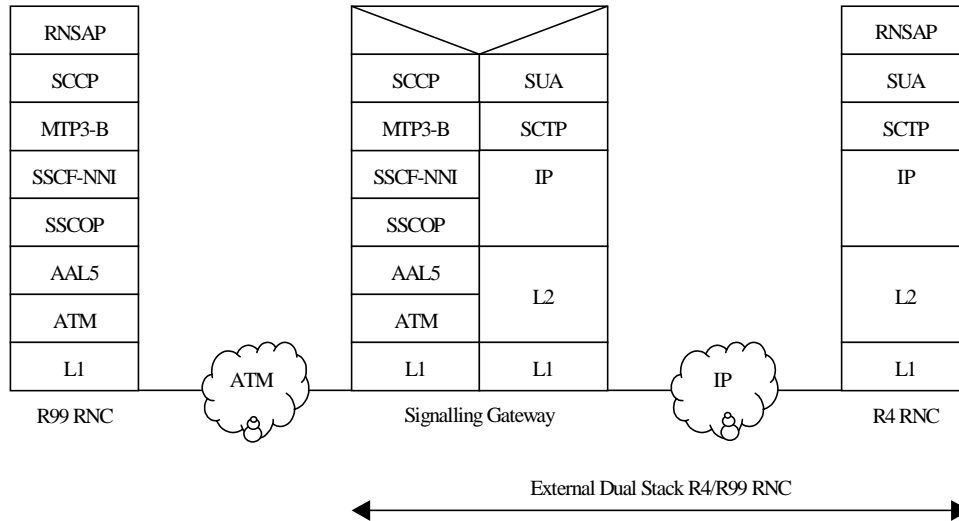 RNSAP
SCCP
MTP3-B
SSCF-NNI
SSCOP
AAL5
ATM
L1
R99 RNC
ATM
SCCP
MTP3-B
SSCF-NNI
SSCOP
AAL5
ATM
L1
SUA
SCTP
IP
L2
L1
Signalling Gateway
IP
RNSAP
SUA
SCTP
IP
L2
L1
R4 RNC
External Dual Stack R4/R99 RNC